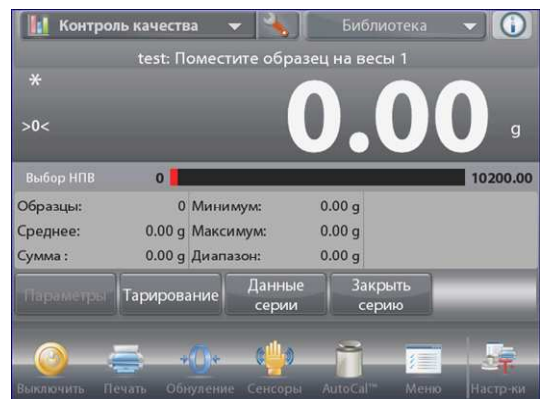 Контроль качества Библиотека
test: Поместите образец на весы 1
*
>0<
0.00 g
Выбор НПВ 0 10200.00
Образцы: 0 Минимум: 0.00 g
Среднее: 0.00 g Максимум: 0.00 g
Сумма : 0.00 g Диапазон: 0.00 g
Параметры Тарирование Данные серии Закрыть серию
Выключить Печать Обнуление Сенсоры AutoCal™ Меню Настр-ки